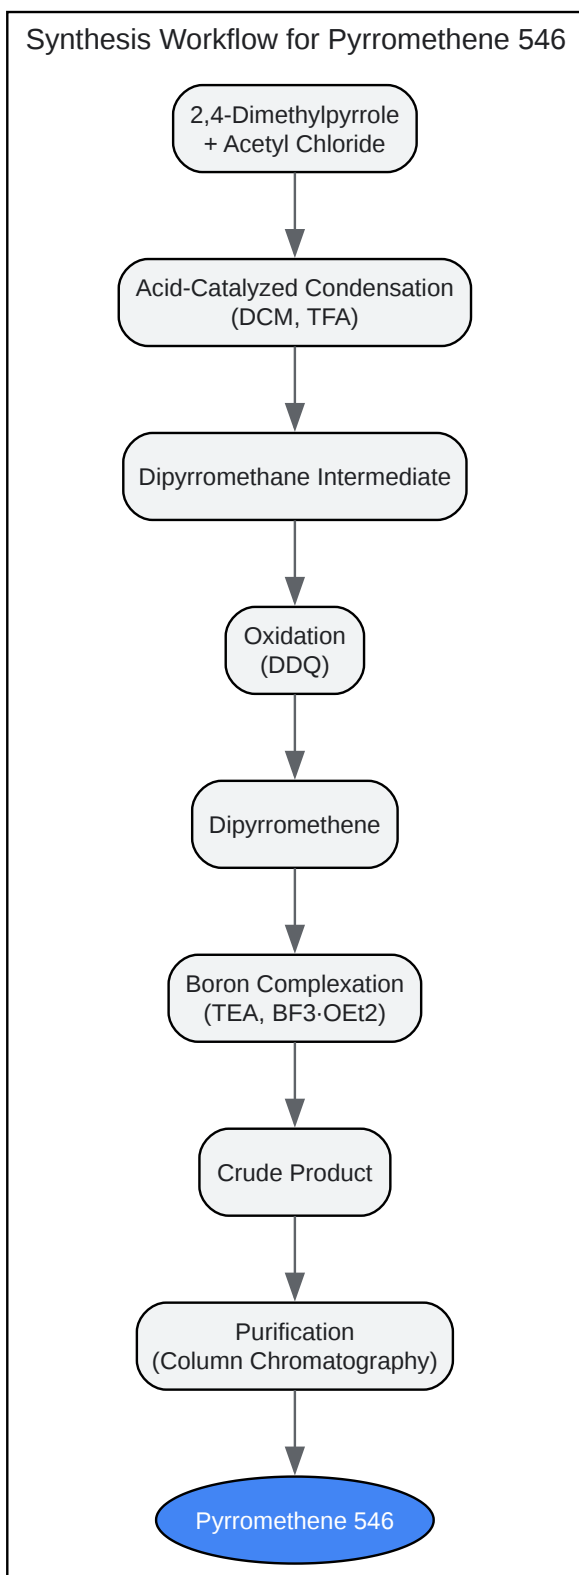 Synthesis Workflow for Pyrromethene 546
2,4-Dimethylpyrrole
+ Acetyl Chloride
Acid-Catalyzed Condensation
(DCM, TFA)
Dipyrromethane Intermediate
Oxidation
(DDQ)
Dipyrromethene
Boron Complexation
(TEA, BF3·OEt2)
Crude Product
Purification
(Column Chromatography)
Pyrromethene 546